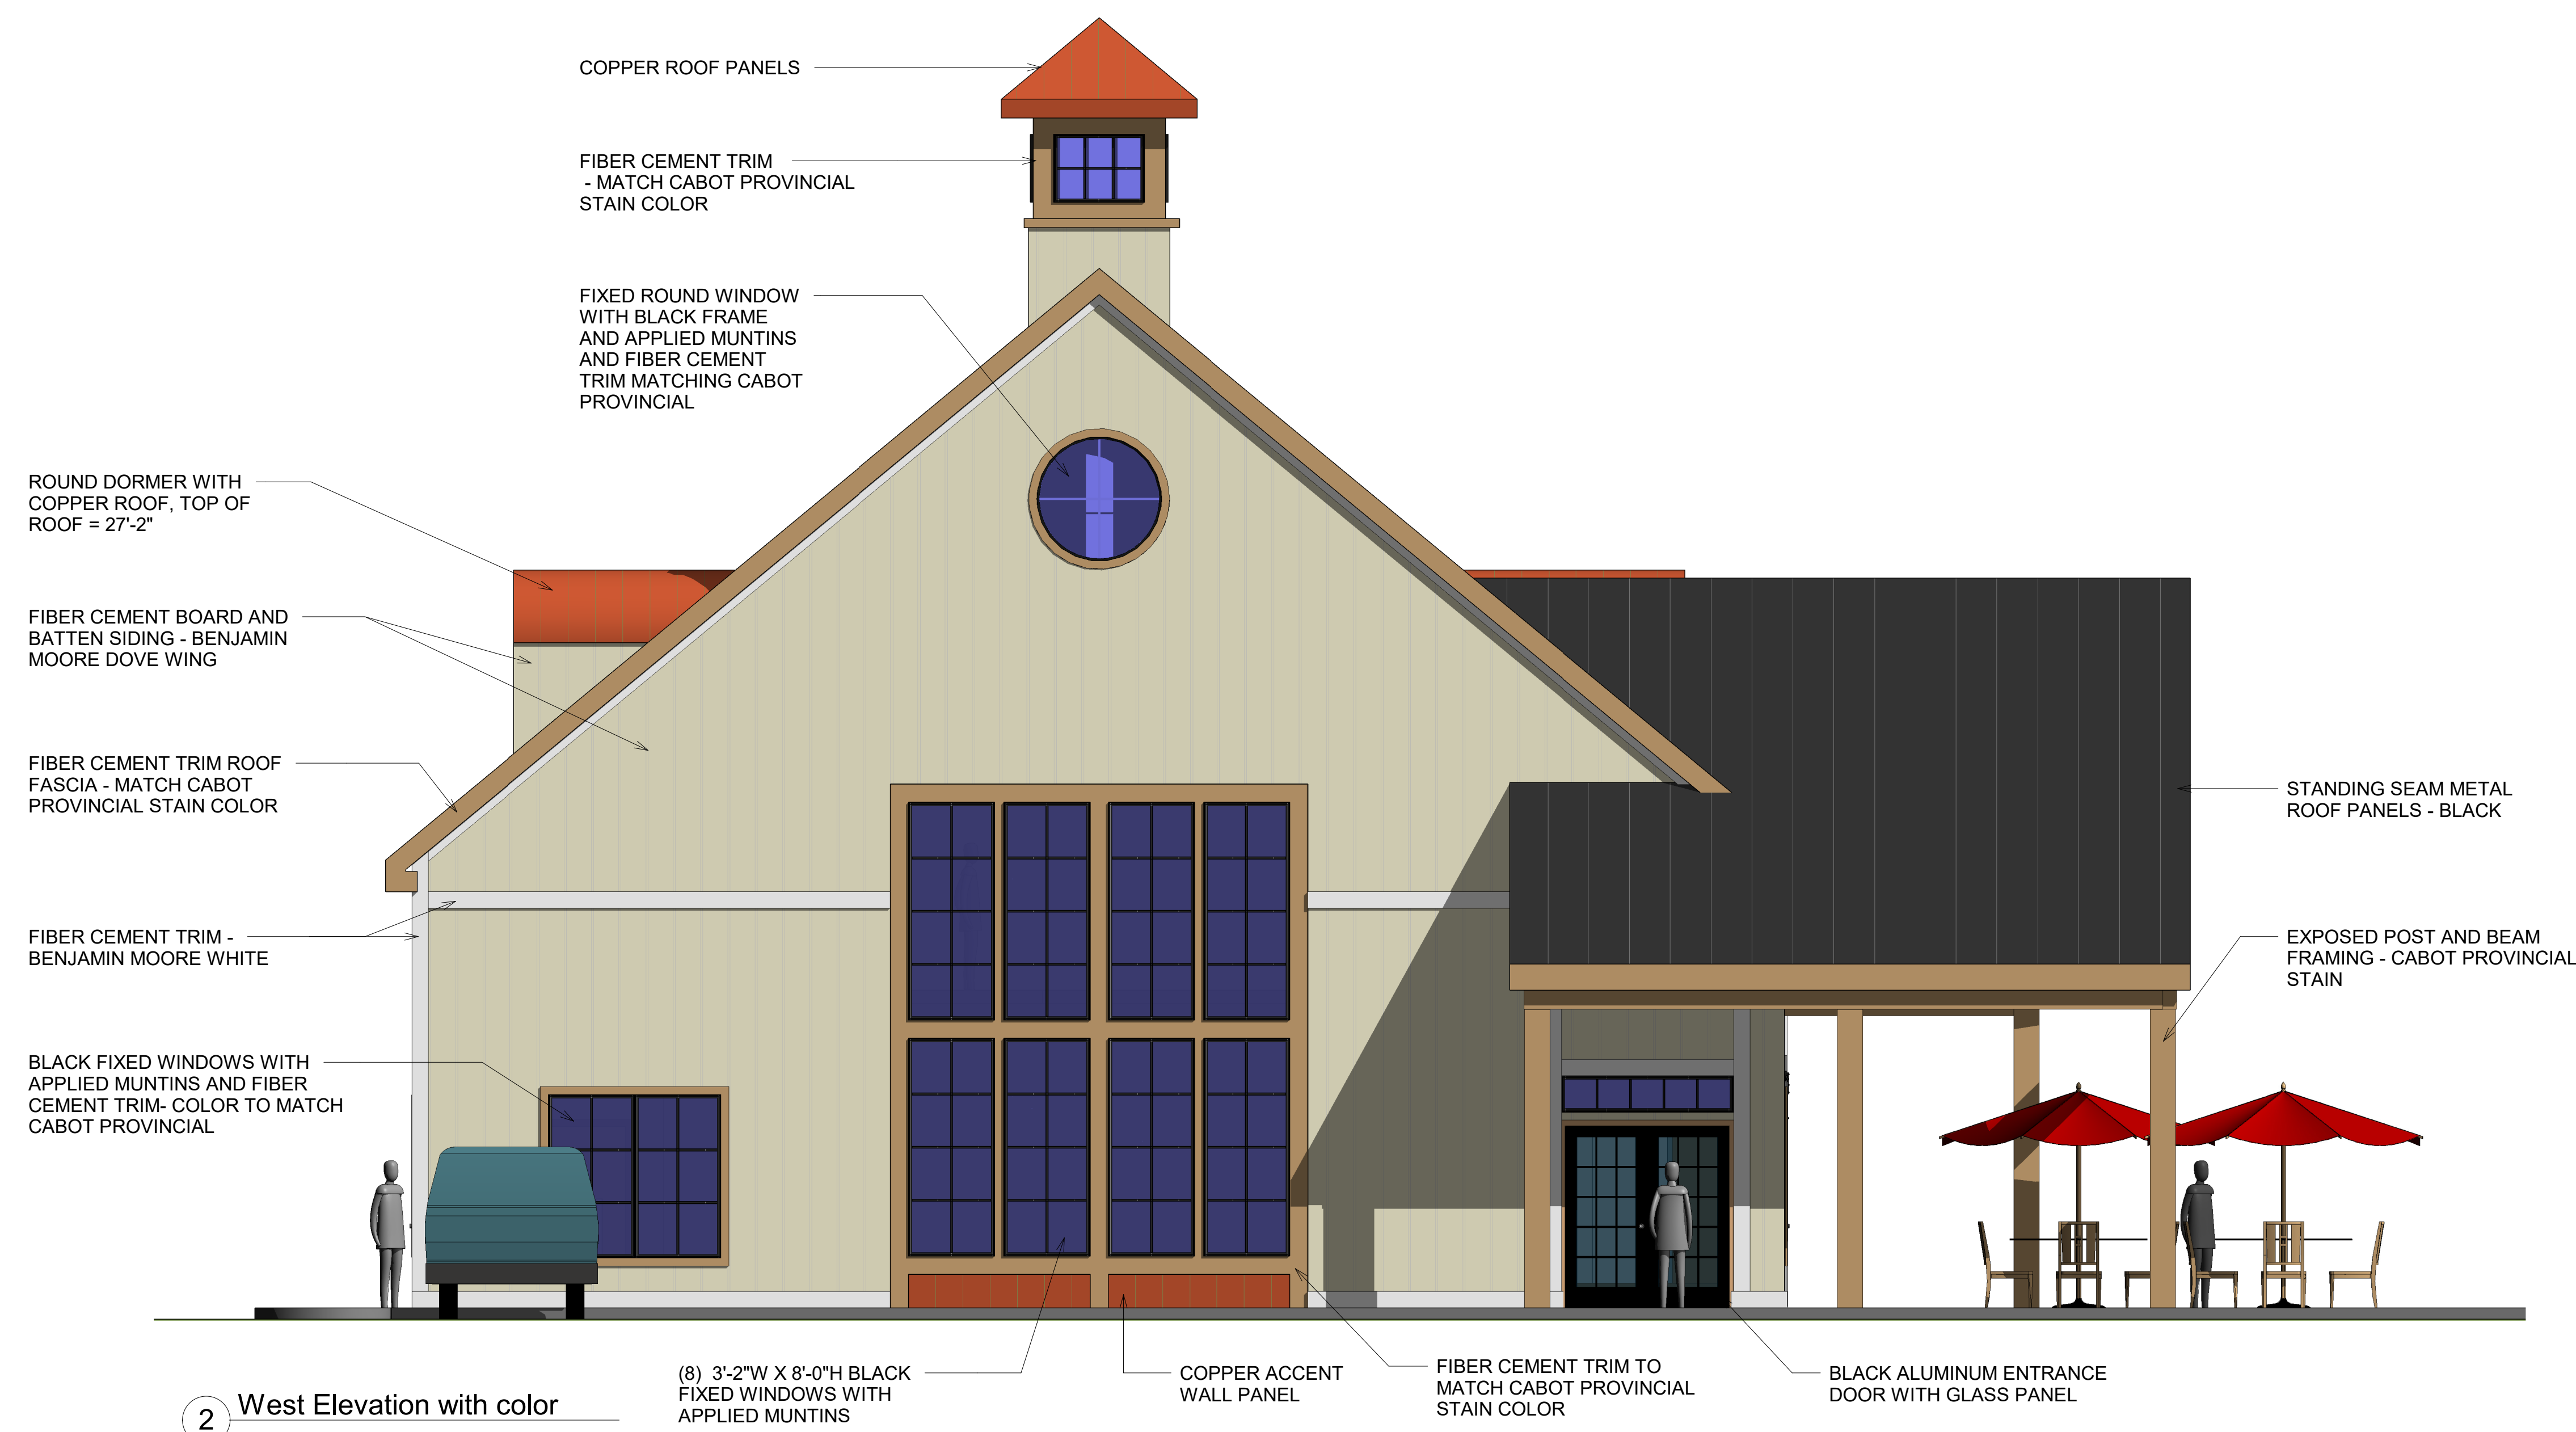 COPPER ROOF PANELS
FIBER CEMENT TRIM
- MATCH CABOT PROVINCIAL
STAIN COLOR
FIXED ROUND WINDOW
WITH BLACK FRAME
AND APPLIED MUNTINS
AND FIBER CEMENT
TRIM MATCHING CABOT
PROVINCIAL
ROUND DORMER WITH
COPPER ROOF, TOP OF
ROOF = 27'-2"
FIBER CEMENT BOARD AND
BATTEN SIDING - BENJAMIN
MOORE DOVE WING
FIBER CEMENT TRIM ROOF
FASCIA - MATCH CABOT
PROVINCIAL STAIN COLOR
FIBER CEMENT TRIM -
BENJAMIN MOORE WHITE
BLACK FIXED WINDOWS WITH
APPLIED MUNTINS AND FIBER
CEMENT TRIM- COLOR TO MATCH
CABOT PROVINCIAL
STANDING SEAM METAL
ROOF PANELS - BLACK
EXPOSED POST AND BEAM
FRAMING - CABOT PROVINCIAL
STAIN
(8) 3'-2"W X 8'-0"H BLACK
FIXED WINDOWS WITH
APPLIED MUNTINS
COPPER ACCENT
WALL PANEL
FIBER CEMENT TRIM TO
MATCH CABOT PROVINCIAL
STAIN COLOR
BLACK ALUMINUM ENTRANCE
DOOR WITH GLASS PANEL
2 West Elevation with color